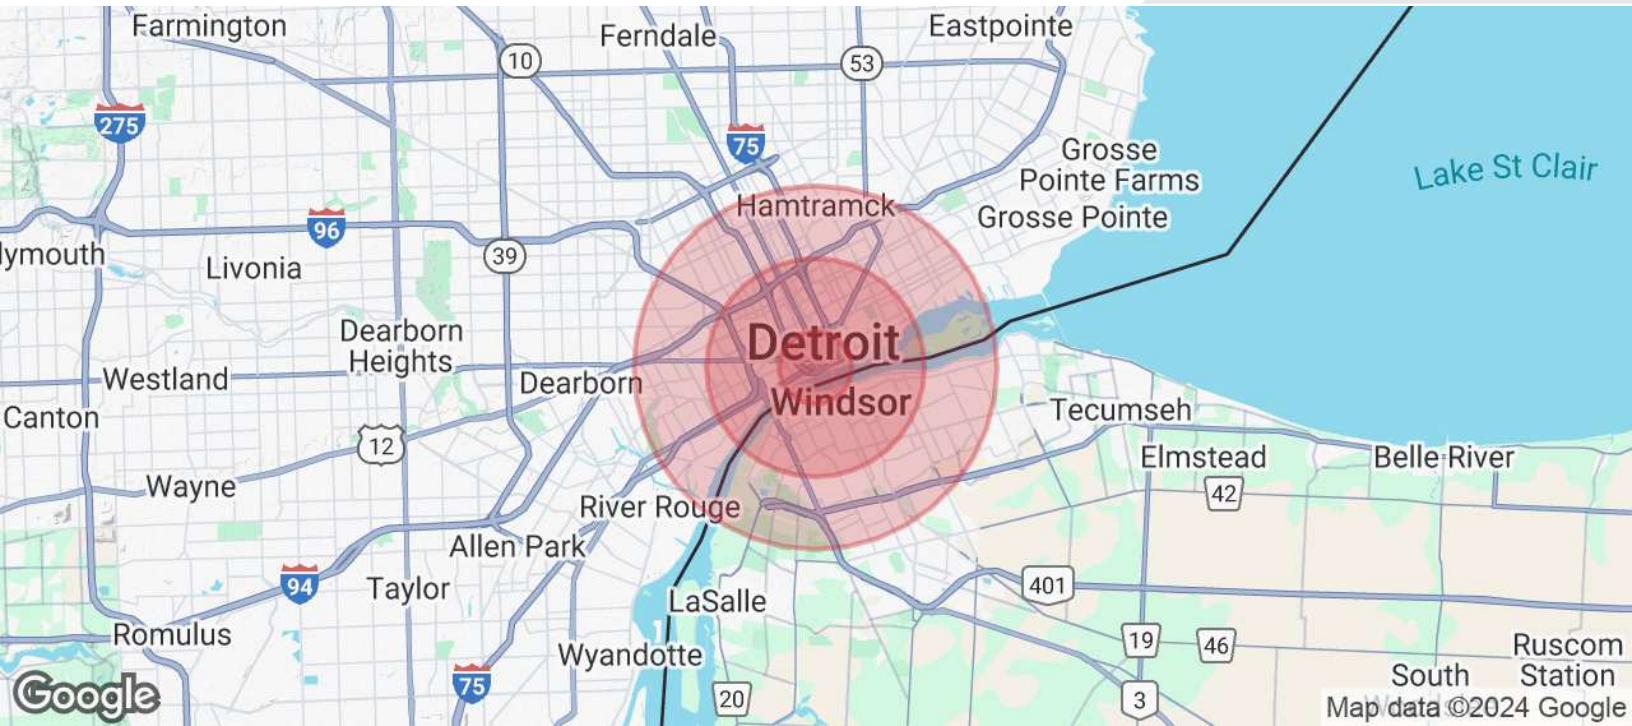 Farmington
Ferndale
Eastpointe
10
53
275
75
Grosse
Pointe Farms
Lake St Clair
Hamtramck
Grosse Pointe
96
39
lymouth
Livonia
Dearborn
Heights
Detroit
Westland
Dearborn
Windsor
Canton
Tecumseh
12
Elmstead
Belle River
Wayne
42
River Rouge
Allen Park
94
Taylor
401
LaSalle
Romulus
19
46
Ruscom
Station
Wyandotte
South
75
20
3
Google
Map data ©2024 Google